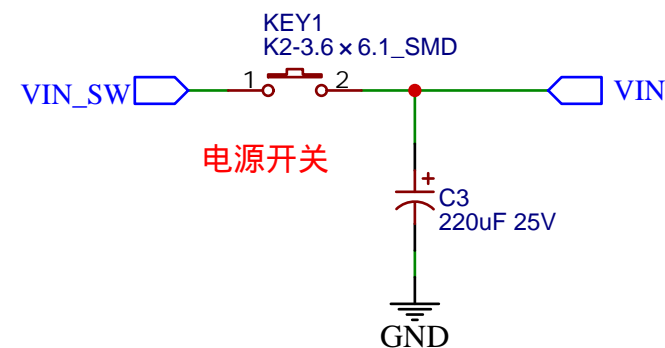 KEY1
K2-3.6×6.1_SMD
VIN_SW
1
2
VIN
电源开关
+
C3
220uF 25V
GND